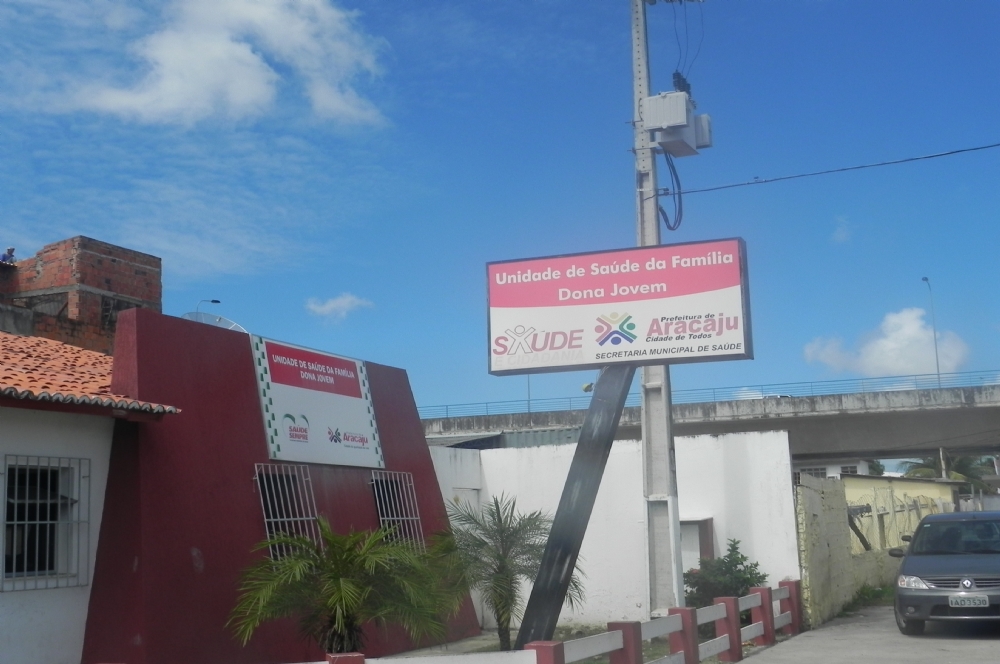 Unidade de Saúde da Família
Dona Jovem
SAÚDE
Prefeitura de
Aracaju
Cidade de Todos
SECRETARIA MUNICIPAL DE SAÚDE
UNIDADE DE SAÚDE DA FAMÍLIA
DONA JOVEM
SAÚDE
Aracaju